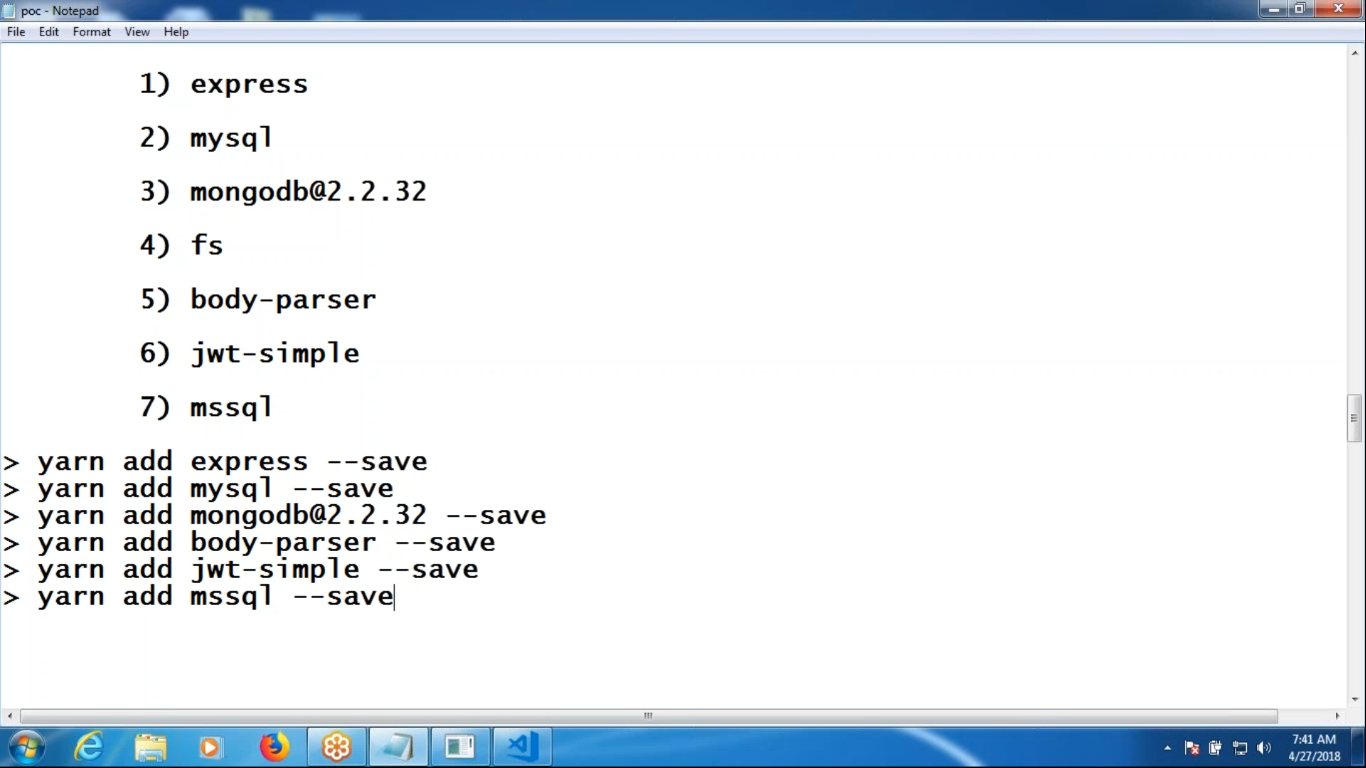 poc - Notepad
File Edit Format View Help
1) express
2) mysql
3) mongodb@2.2.32
4) fs
5) body-parser
6) jwt-simple
7) mssql
> yarn add express --save
> yarn add mysql --save
> yarn add mongodb@2.2.32 --save
> yarn add body-parser --save
> yarn add jwt-simple --save
> yarn add mssql --save
7:41 AM
4/27/2018